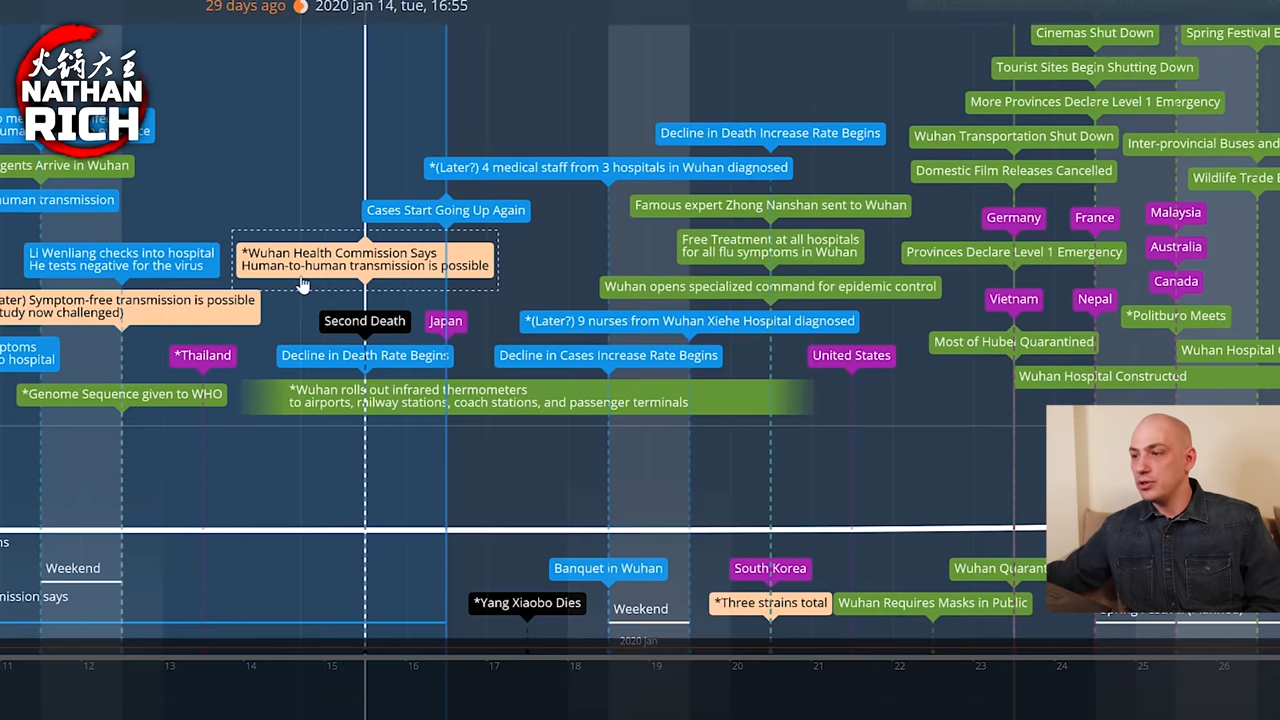 29 days ago
2020 jan 14, tue, 16:55
火锅大王
NATHAN
RICH
Cinemas Shut Down
Spring Festival E
Tourist Sites Begin Shutting Down
More Provinces Declare Level 1 Emergency
Decline in Death Increase Rate Begins
Wuhan Transportation Shut Down
Inter-provincial Buses and
gents Arrive in Wuhan
*(Later?) 4 medical staff from 3 hospitals in Wuhan diagnosed
Domestic Film Releases Cancelled
Wildlife Trade
uman transmission
Cases Start Going Up Again
Famous expert Zhong Nanshan sent to Wuhan
Germany
France
Malaysia
Li Wenliang checks into hospital
He tests negative for the virus
*Wuhan Health Commission Says
Human-to-human transmission is possible
Free Treatment at all hospitals
for all flu symptoms in Wuhan
Provinces Declare Level 1 Emergency
Australia
ater) Symptom-free transmission is possible
tudy now challenged)
Wuhan opens specialized command for epidemic control
Vietnam
Nepal
Canada
Second Death
Japan
*(Later?) 9 nurses from Wuhan Xiehe Hospital diagnosed
*Politburo Meets
ptoms
o hospital
*Thailand
Decline in Death Rate Begins
Decline in Cases Increase Rate Begins
United States
Most of Hubei Quarantined
Wuhan Hospital
*Genome Sequence given to WHO
*Wuhan rolls out infrared thermometers
to airports, railway stations, coach stations, and passenger terminals
Wuhan Hospital Constructed
ns
Weekend
Banquet in Wuhan
South Korea
Wuhan Quarant
mission says
*Yang Xiaobo Dies
Weekend
*Three strains total
Wuhan Requires Masks in Public
2020 Jan
11 12 13 14 15 16 17 18 19 20 21 22 23 24 25 26